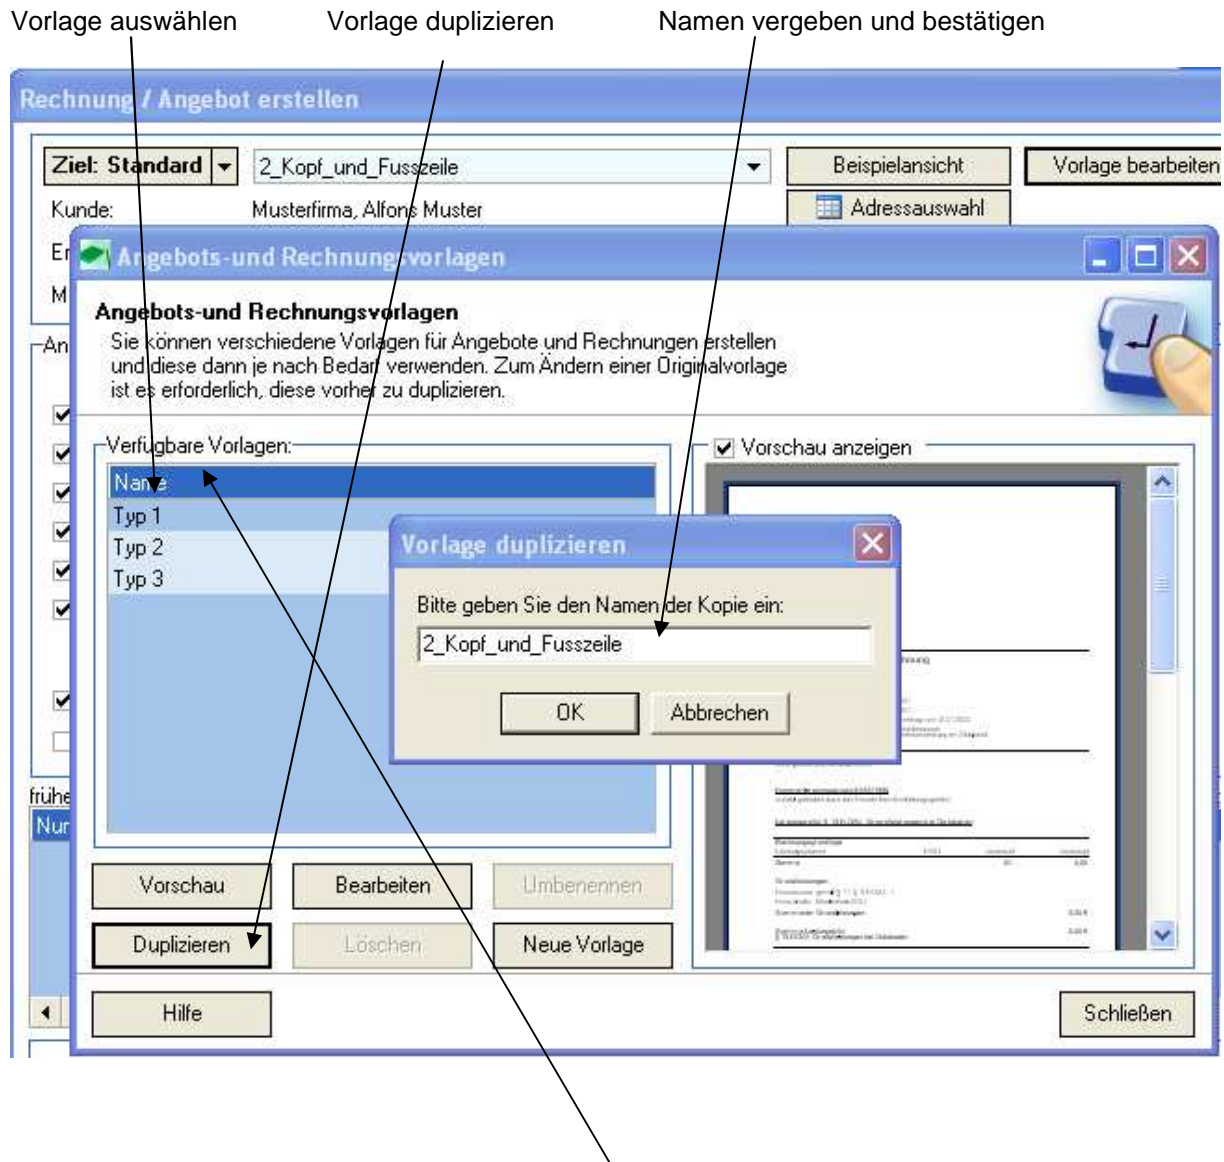 Vorlage auswählen Vorlage duplizieren Namen vergeben und bestätigen
Rechnung / Angebot erstellen
Ziel: Standard 2_Kopf_und_Fusszeile Beispielansicht Vorlage bearbeiten
Kunde: Musterfirma, Alfons Muster Adressauswahl
Er
M
An
Angebots-und Rechnungsvorlagen
Angebots-und Rechnungsvorlagen
Sie können verschiedene Vorlagen für Angebote und Rechnungen erstellen
und diese dann je nach Bedarf verwenden. Zum Ändern einer Originalvorlage
ist es erforderlich, diese vorher zu duplizieren.
Verfügbare Vorlagen: Vorschau anzeigen
Name
Typ 1
Typ 2
Typ 3
Vorlage duplizieren
Bitte geben Sie den Namen der Kopie ein:
2_Kopf_und_Fusszeile
OK Abbrechen
frühe
Nur
Vorschau Bearbeiten Umbenennen
Duplizieren Löschen Neue Vorlage
Hilfe Schließen